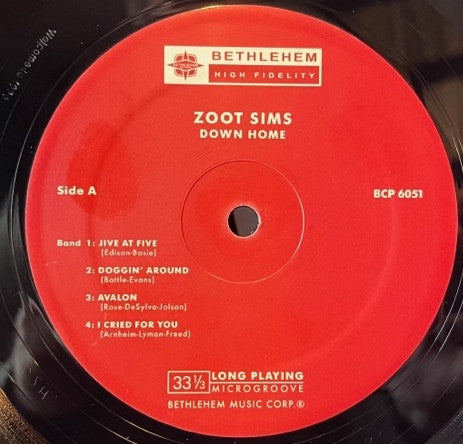 BETHLEHEM
HIGH FIDELITY
ZOOT SIMS
DOWN HOME
Side A
BCP 6051
Band 1: JIVE AT FIVE
(Edison-Basie)
2: DOGGIN' AROUND
(Battle-Evans)
3: AVALON
(Rose-DeSylva-Jolson)
4: I CRIED FOR YOU
(Arnheim-Lyman-Freed)
33 1/3 LONG PLAYING
MICROGROOVE
BETHLEHEM MUSIC CORP.®